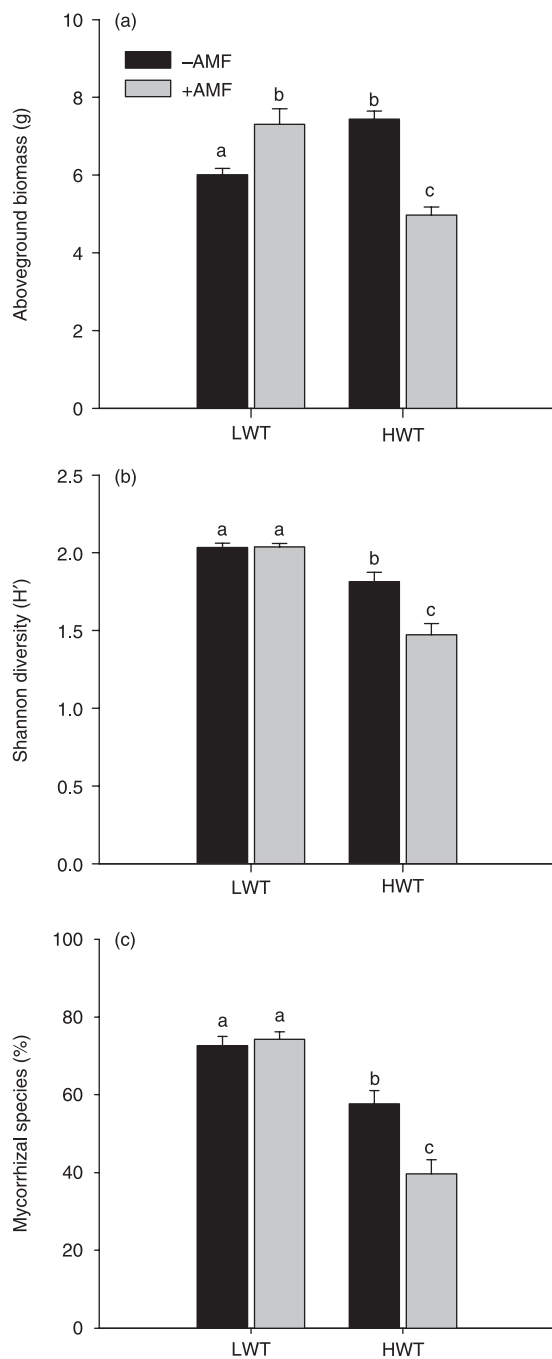 (a)
–AMF
+AMF
Aboveground biomass (g)
10
8
6
4
2
0
a
b
b
c
LWT
HWT
(b)
Shannon diversity (H′)
2.5
2.0
1.5
1.0
0.5
0.0
a
a
b
c
LWT
HWT
(c)
Mycorrhizal species (%)
100
80
60
40
20
0
a
a
b
c
LWT
HWT